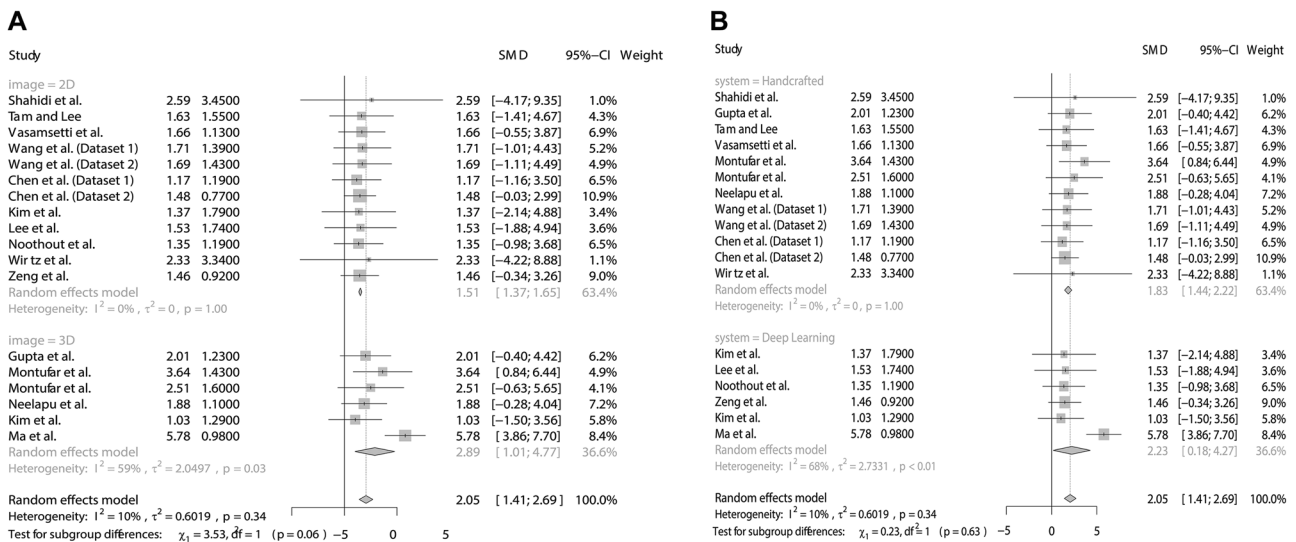 A
Study SMD 95%−CI Weight
image = 2D
Shahidi et al. 2.59 3.4500 2.59 [−4.17; 9.35] 1.0%
Tam and Lee 1.63 1.5500 1.63 [−1.41; 4.67] 4.3%
Vasamsetti et al. 1.66 1.1300 1.66 [−0.55; 3.87] 6.9%
Wang et al. (Dataset 1) 1.71 1.3900 1.71 [−1.01; 4.43] 5.2%
Wang et al. (Dataset 2) 1.69 1.4300 1.69 [−1.11; 4.49] 4.9%
Chen et al. (Dataset 1) 1.17 1.1900 1.17 [−1.16; 3.50] 6.5%
Chen et al. (Dataset 2) 1.48 0.7700 1.48 [−0.03; 2.99] 10.9%
Kim et al. 1.37 1.7900 1.37 [−2.14; 4.88] 3.4%
Lee et al. 1.53 1.7400 1.53 [−1.88; 4.94] 3.6%
Noothout et al. 1.35 1.1900 1.35 [−0.98; 3.68] 6.5%
Wir tz et al. 2.33 3.3400 2.33 [−4.22; 8.88] 1.1%
Zeng et al. 1.46 0.9200 1.46 [−0.34; 3.26] 9.0%
Random effects model 1.51 [ 1.37; 1.65] 63.4%
Heterogeneity: I² = 0% , τ² = 0 , p = 1.00
image = 3D
Gupta et al. 2.01 1.2300 2.01 [−0.40; 4.42] 6.2%
Montufar et al. 3.64 1.4300 3.64 [ 0.84; 6.44] 4.9%
Montufar et al. 2.51 1.6000 2.51 [−0.63; 5.65] 4.1%
Neelapu et al. 1.88 1.1000 1.88 [−0.28; 4.04] 7.2%
Kim et al. 1.03 1.2900 1.03 [−1.50; 3.56] 5.8%
Ma et al. 5.78 0.9800 5.78 [ 3.86; 7.70] 8.4%
Random effects model 2.89 [ 1.01; 4.77] 36.6%
Heterogeneity: I² = 59% , τ² = 2.0497 , p = 0.03
Random effects model 2.05 [1.41; 2.69 ] 100.0%
Heterogeneity: I² = 10% , τ² = 0.6019 , p = 0.34
Test for subgroup differences: χ₁² = 3.53, df = 1 (p = 0.06) −5 0 5
B
Study SMD 95%−CI Weight
system = Handcrafted
Shahidi et al. 2.59 3.4500 2.59 [−4.17; 9.35] 1.0%
Gupta et al. 2.01 1.2300 2.01 [−0.40; 4.42] 6.2%
Tam and Lee 1.63 1.5500 1.63 [−1.41; 4.67] 4.3%
Vasamsetti et al. 1.66 1.1300 1.66 [−0.55; 3.87] 6.9%
Montufar et al. 3.64 1.4300 3.64 [ 0.84; 6.44] 4.9%
Montufar et al. 2.51 1.6000 2.51 [−0.63; 5.65] 4.1%
Neelapu et al. 1.88 1.1000 1.88 [−0.28; 4.04] 7.2%
Wang et al. (Dataset 1) 1.71 1.3900 1.71 [−1.01; 4.43] 5.2%
Wang et al. (Dataset 2) 1.69 1.4300 1.69 [−1.11; 4.49] 4.9%
Chen et al. (Dataset 1) 1.17 1.1900 1.17 [−1.16; 3.50] 6.5%
Chen et al. (Dataset 2) 1.48 0.7700 1.48 [−0.03; 2.99] 10.9%
Wir tz et al. 2.33 3.3400 2.33 [−4.22; 8.88] 1.1%
Random effects model 1.83 [ 1.44; 2.22] 63.4%
Heterogeneity: I² = 0% , τ² = 0 , p = 1.00
system = Deep Learning
Kim et al. 1.37 1.7900 1.37 [−2.14; 4.88] 3.4%
Lee et al. 1.53 1.7400 1.53 [−1.88; 4.94] 3.6%
Noothout et al. 1.35 1.1900 1.35 [−0.98; 3.68] 6.5%
Zeng et al. 1.46 0.9200 1.46 [−0.34; 3.26] 9.0%
Kim et al. 1.03 1.2900 1.03 [−1.50; 3.56] 5.8%
Ma et al. 5.78 0.9800 5.78 [3.86; 7.70] 8.4%
Random effects model 2.23 [ 0.18; 4.27] 36.6%
Heterogeneity: I² = 68% , τ² = 2.7331 , p < 0.01
Random effects model 2.05 [1.41; 2.69] 100.0%
Heterogeneity: I² = 10% , τ² = 0.6019 , p = 0.34
Test for subgroup differences: χ₁² = 0.23, df = 1 (p = 0.63) −5 0 5